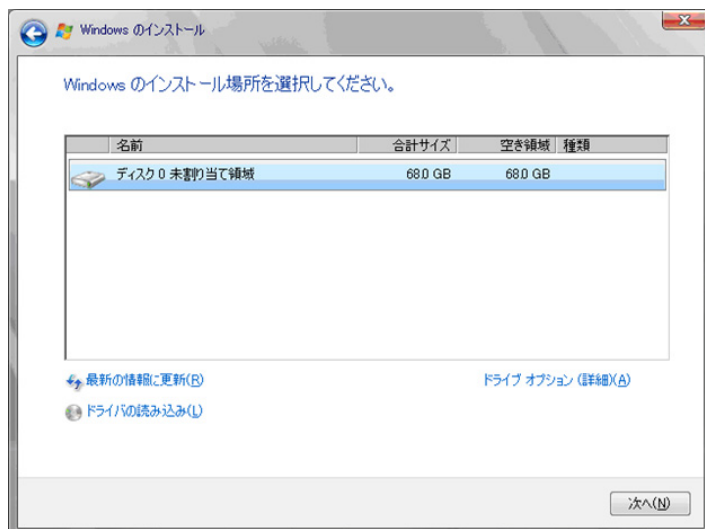 Windows のインストール
Windows のインストール場所を選択してください。
名前 合計サイズ 空き領域 種類
ディスク 0 未割り当て領域 68.0 GB 68.0 GB
最新の情報に更新(R) ドライブ オプション (詳細)(A)
ドライバの読み込み(L)
次へ(N)